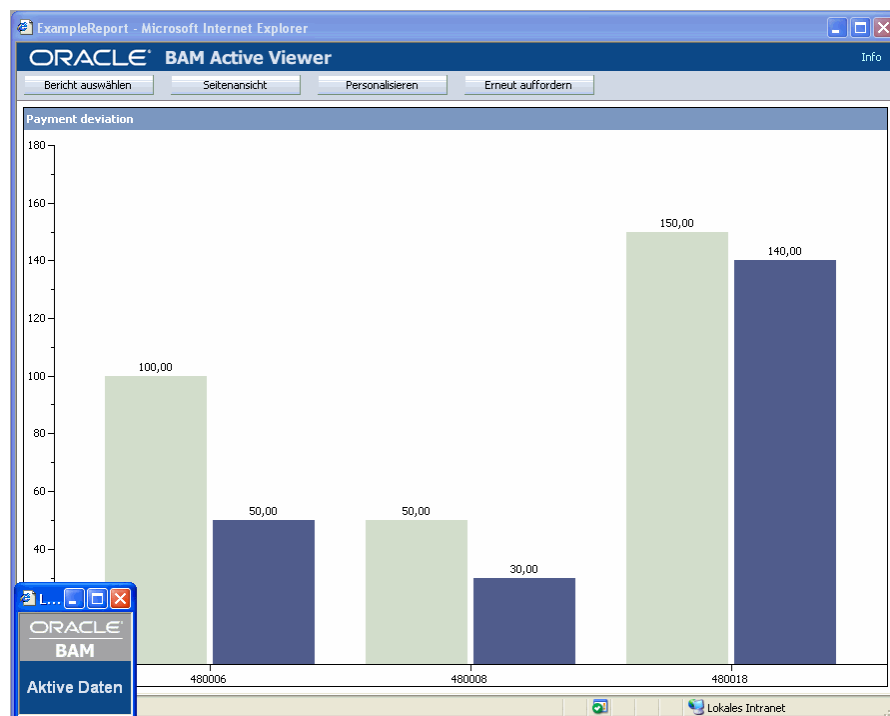 ExampleReport - Microsoft Internet Explorer
ORACLE BAM Active Viewer
Info
Bericht auswählen Seitenansicht Personalisieren Erneut auffordern
Payment deviation
180
160
150,00
140 140,00
120
100 100,00
80
60
50,00 50,00
40
30,00
L...
ORACLE
BAM
480006 480008 480018
Aktive Daten
Lokales Intranet